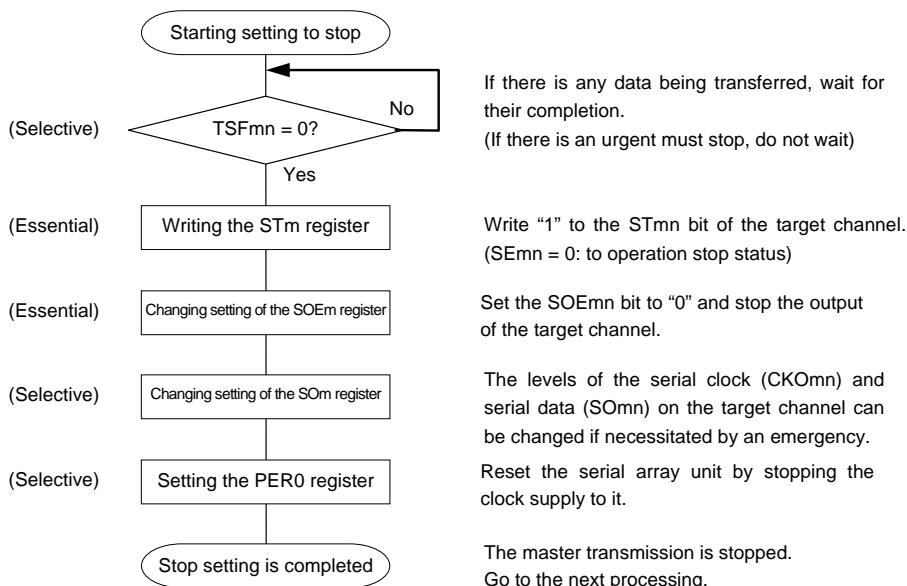 Starting setting to stop
If there is any data being transferred, wait for
their completion.
(If there is an urgent must stop, do not wait)
No
(Selective)
TSFmn = 0?
Yes
(Essential)
Writing the STm register
Write “1” to the STmn bit of the target channel.
(SEmn = 0: to operation stop status)
(Essential)
Changing setting of the SOEm register
Set the SOEmn bit to “0” and stop the output
of the target channel.
(Selective)
Changing setting of the SOm register
The levels of the serial clock (CKOmn) and
serial data (SOmn) on the target channel can
be changed if necessitated by an emergency.
(Selective)
Setting the PER0 register
Reset the serial array unit by stopping the
clock supply to it.
Stop setting is completed
The master transmission is stopped.
Go to the next processing.